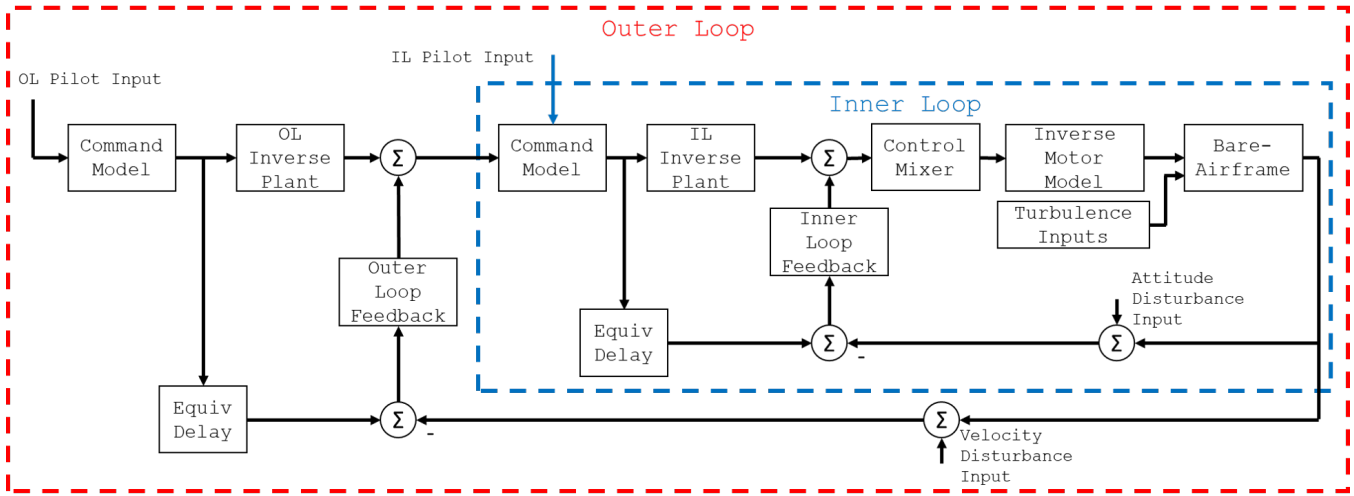 Outer Loop
IL Pilot Input
OL Pilot Input
Inner Loop
Command
Model
OL
Inverse
Plant
Σ
Command
Model
IL
Inverse
Plant
Σ
Control
Mixer
Inverse
Motor
Model
Bare-
Airframe
Turbulence
Inputs
Inner
Loop
Feedback
Outer
Loop
Feedback
Attitude
Disturbance
Input
Equiv
Delay
Σ
-
Σ
Equiv
Delay
Σ
-
Σ
Velocity
Disturbance
Input